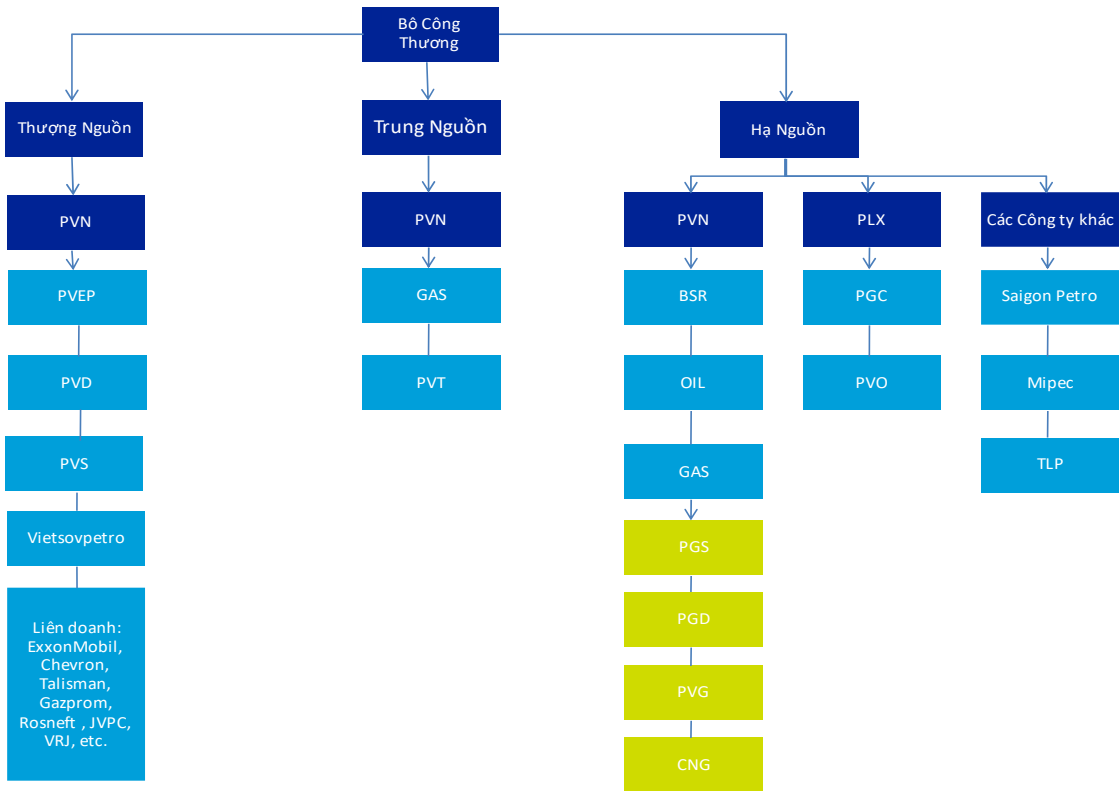 Bô Công
Thương
Thượng Nguồn
Trung Nguồn
Hạ Nguồn
PVN
PVN
PVN
PLX
Các Công ty khác
PVEP
GAS
BSR
PGC
Saigon Petro
PVD
PVT
OIL
PVO
Mipec
PVS
GAS
TLP
Vietsovpetro
PGS
Liên doanh:
ExxonMobil,
Chevron,
Talisman,
Gazprom,
Rosneft , JVPC,
VRJ, etc.
PGD
PVG
CNG